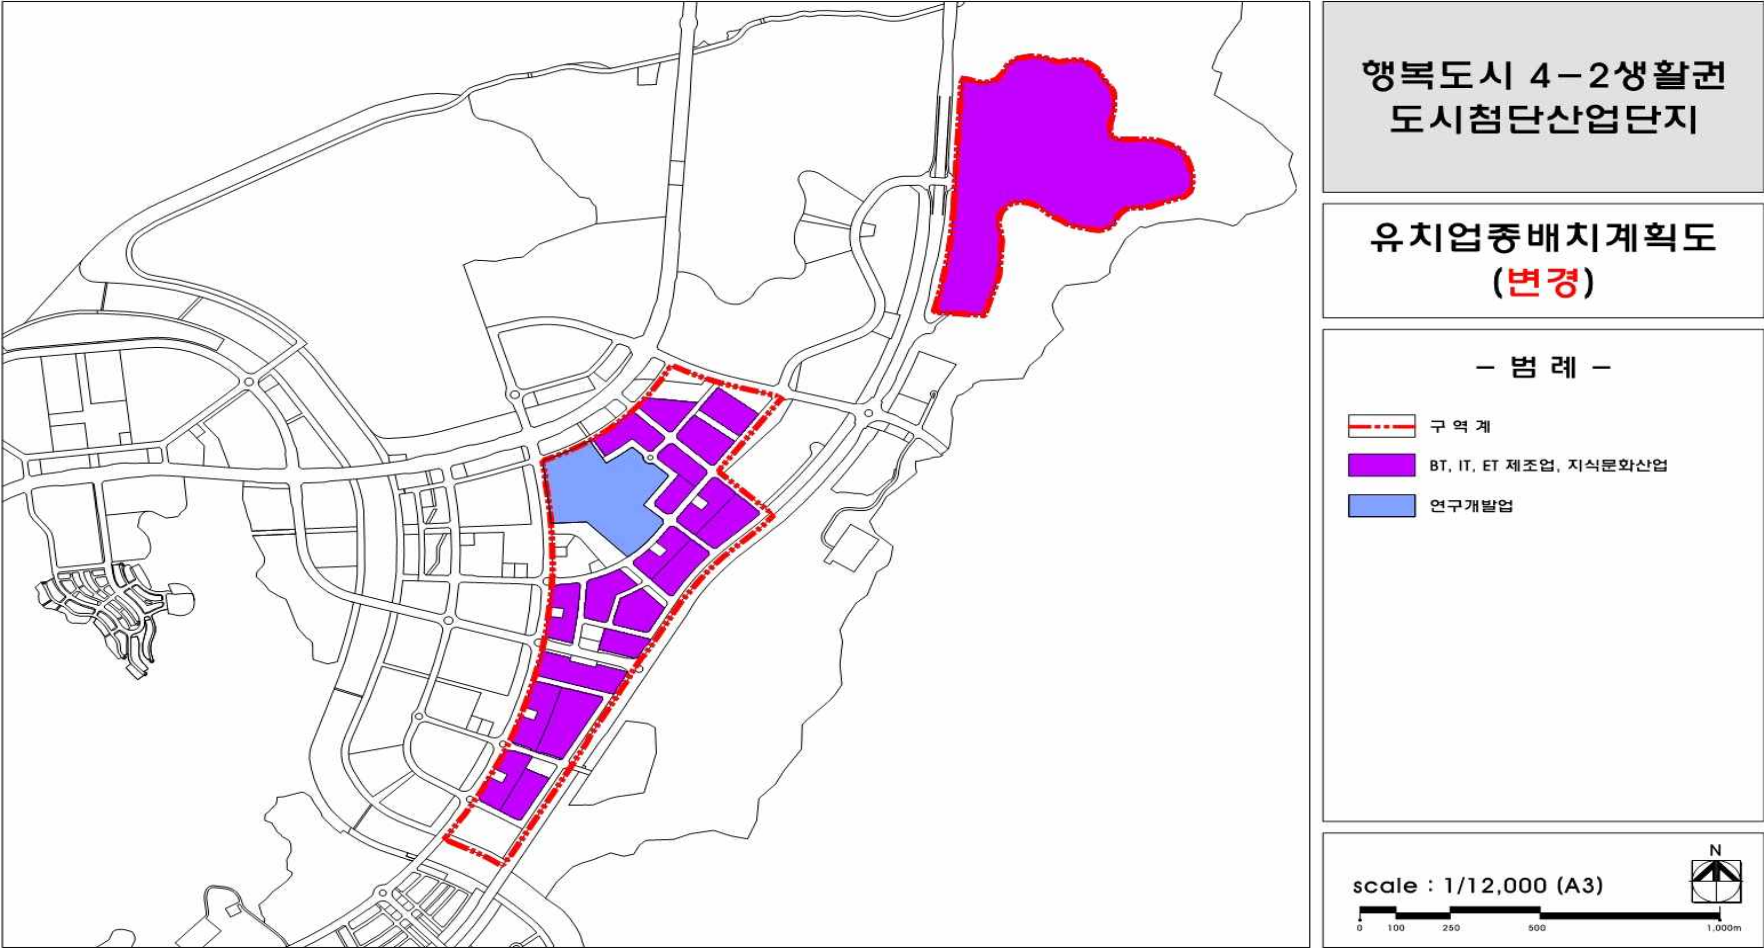 행복도시 4-2생활권
도시첨단산업단지
유치업종배치계획도
(변경)
- 범 례 -
구 역 계
BT, IT, ET 제조업, 지식문화산업
연구개발업
N
scale : 1/12,000 (A3)
0 100 250 500 1,000m